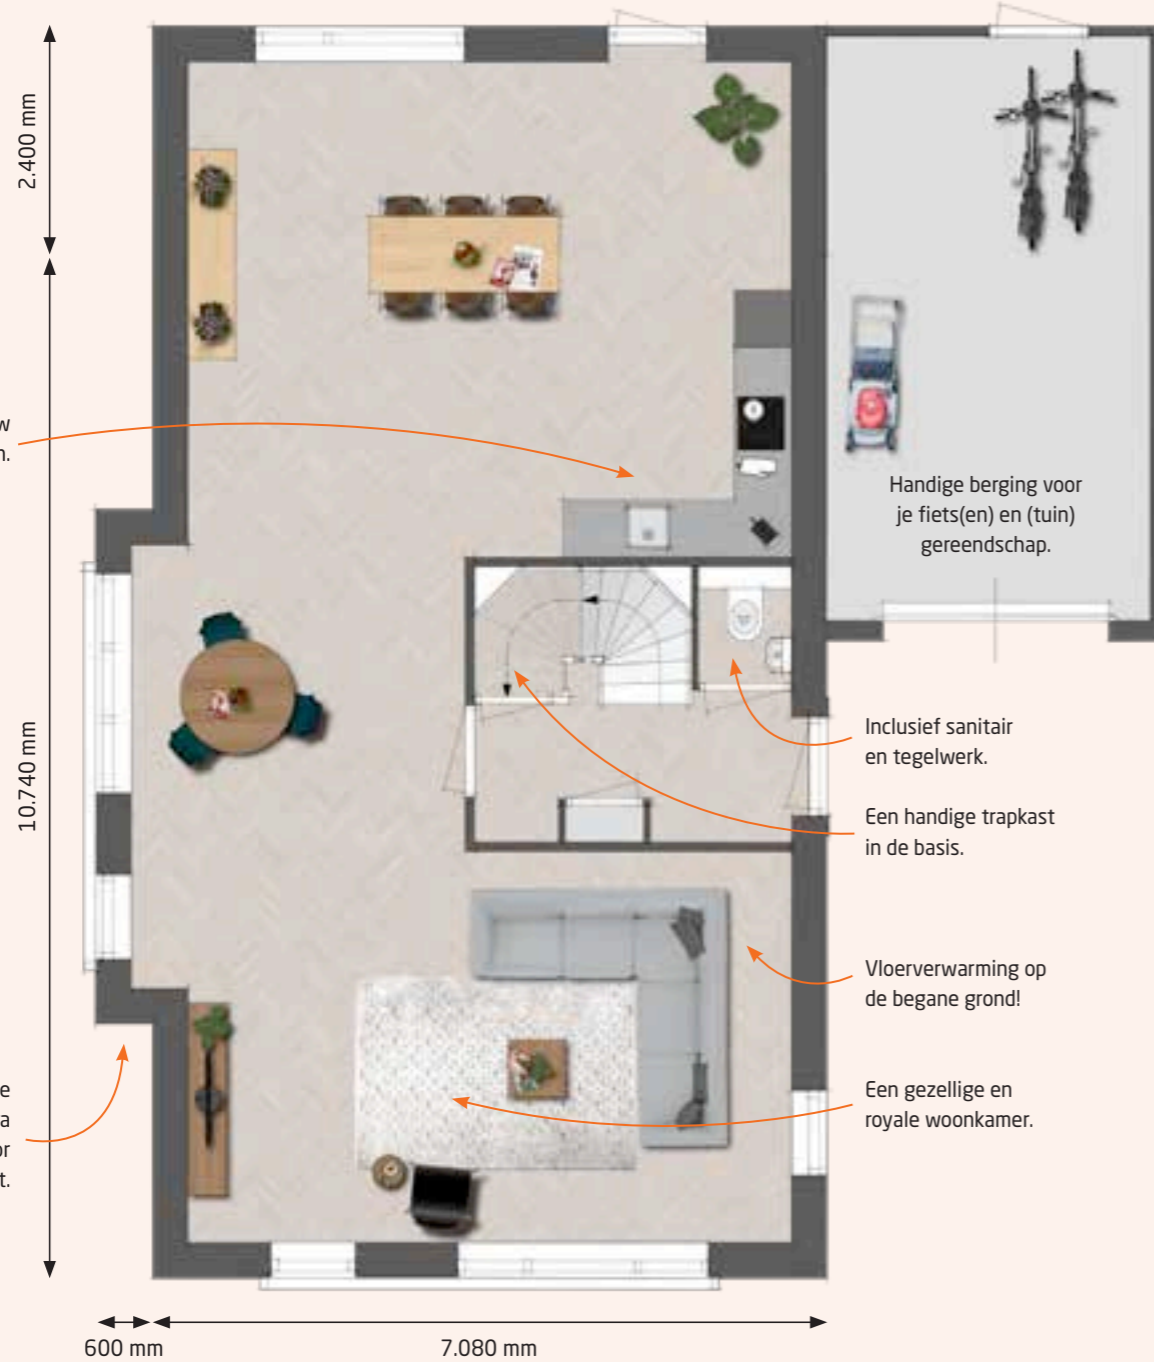 2.400 mm
w
n.
Handige berging voor
je fiets(en) en (tuin)
gereendschap.
10.740 mm
Inclusief sanitair
en tegelwerk.
Een handige trapkast
in de basis.
Vloerverwarming op
de begane grond!
Een gezellige en
royale woonkamer.
e
a
or
t.
600 mm
7.080 mm